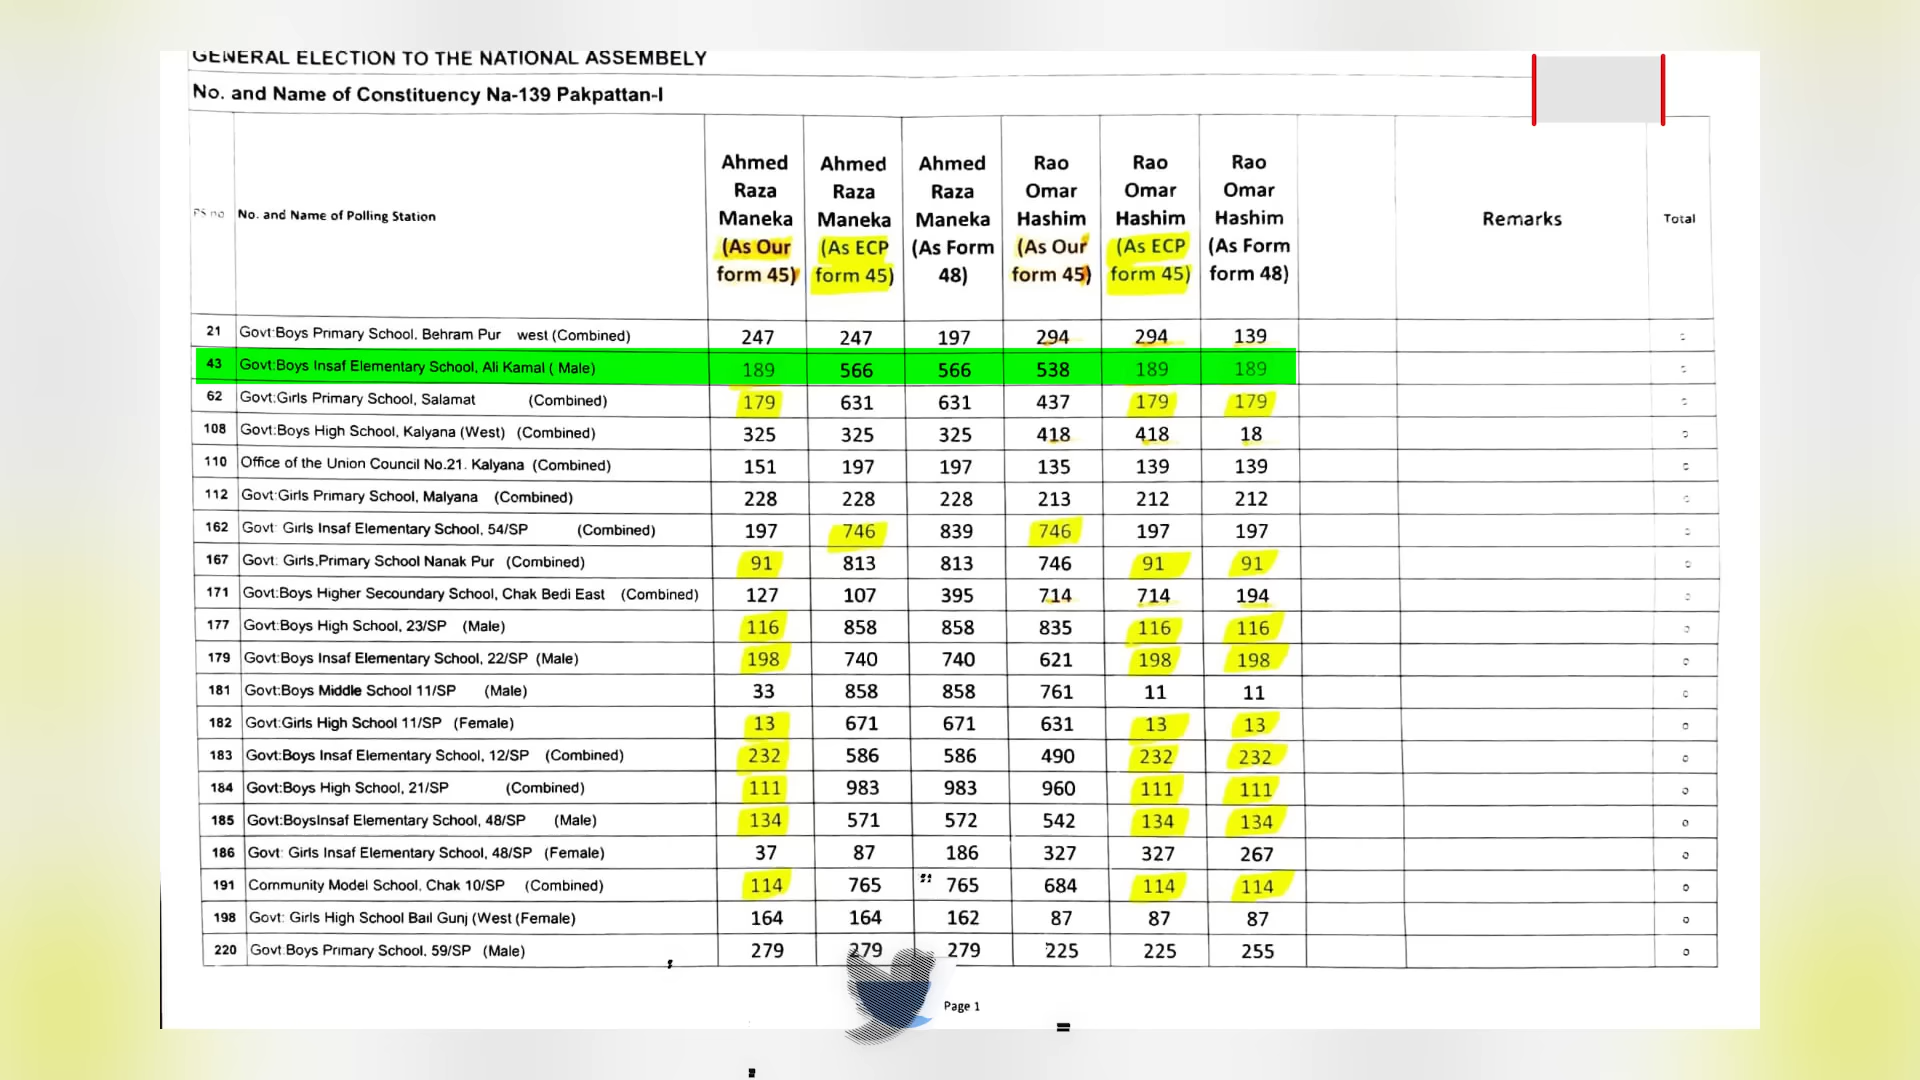 GENERAL ELECTION TO THE NATIONAL ASSEMBELY
No. and Name of Constituency Na-139 Pakpattan-I
PS no | No. and Name of Polling Station | Ahmed Raza Maneka (As Our form 45) | Ahmed Raza Maneka (As ECP form 45) | Ahmed Raza Maneka (As Form 48) | Rao Omar Hashim (As Our form 45) | Rao Omar Hashim (As ECP form 45) | Rao Omar Hashim (As Form form 48) | Remarks | Total
21 Govt:Boys Primary School, Behram Pur west (Combined) 247 247 197 294 294 139
43 Govt:Boys Insaf Elementary School, Ali Kamal ( Male) 189 566 566 538 189 189
62 Govt:Girls Primary School, Salamat (Combined) 179 631 631 437 179 179
108 Govt:Boys High School, Kalyana (West) (Combined) 325 325 325 418 418 18
110 Office of the Union Council No.21. Kalyana (Combined) 151 197 197 135 139 139
112 Govt:Girls Primary School, Malyana (Combined) 228 228 228 213 212 212
162 Govt: Girls Insaf Elementary School, 54/SP (Combined) 197 746 839 746 197 197
167 Govt: Girls,Primary School Nanak Pur (Combined) 91 813 813 746 91 91
171 Govt:Boys Higher Secoundary School, Chak Bedi East (Combined) 127 107 395 714 714 194
177 Govt:Boys High School, 23/SP (Male) 116 858 858 835 116 116
179 Govt:Boys Insaf Elementary School, 22/SP (Male) 198 740 740 621 198 198
181 Govt:Boys Middle School 11/SP (Male) 33 858 858 761 11 11
182 Govt:Girls High School 11/SP (Female) 13 671 671 631 13 13
183 Govt:Boys Insaf Elementary School, 12/SP (Combined) 232 586 586 490 232 232
184 Govt:Boys High School, 21/SP (Combined) 111 983 983 960 111 111
185 Govt:BoysInsaf Elementary School, 48/SP (Male) 134 571 572 542 134 134
186 Govt: Girls Insaf Elementary School, 48/SP (Female) 37 87 186 327 327 267
191 Community Model School, Chak 10/SP (Combined) 114 765 765 684 114 114
198 Govt: Girls High School Bail Gunj (West (Female) 164 164 162 87 87 87
220 Govt:Boys Primary School, 59/SP (Male) 279 279 279 225 225 255
Page 1